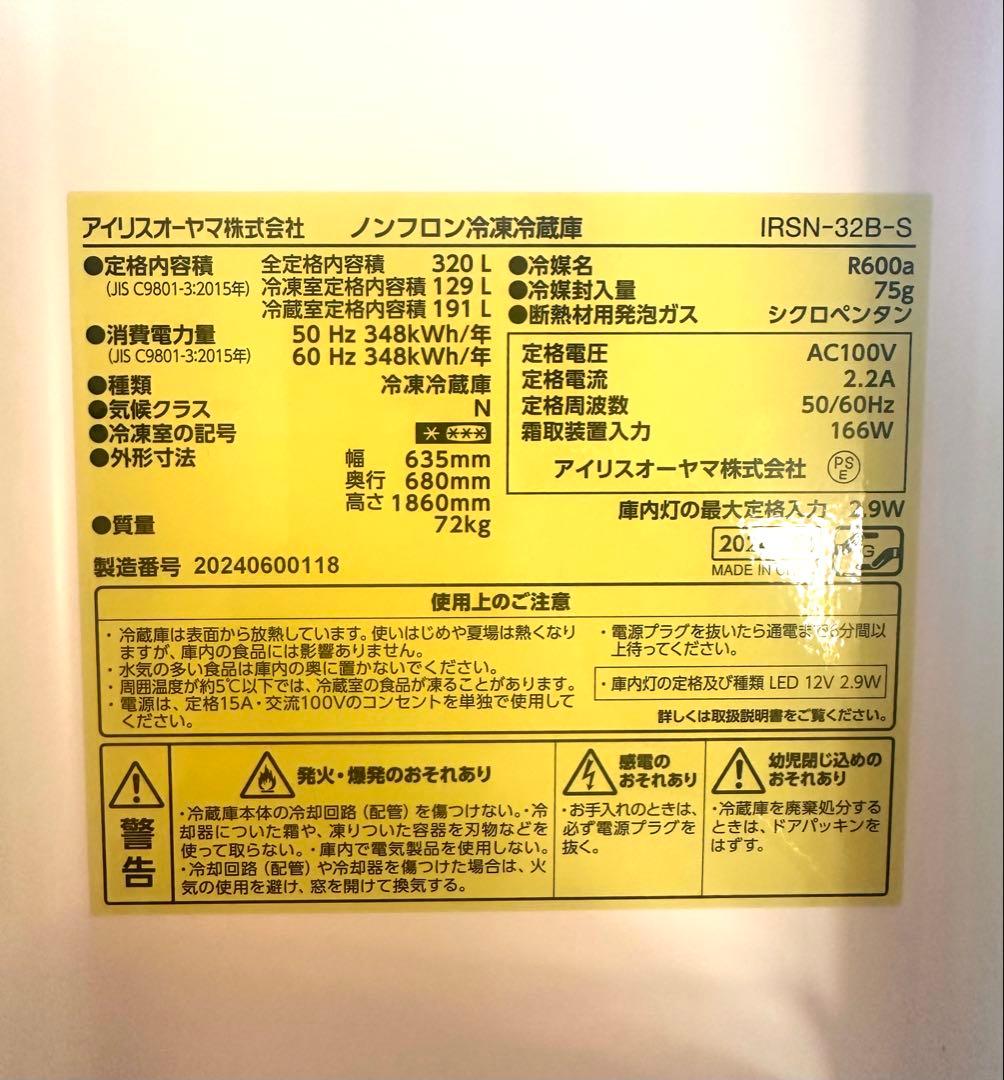 アイリスオーヤマ株式会社 ノンフロン冷凍冷蔵庫 IRSN-32B-S
●定格内容積 全定格内容積 320 L
(JIS C9801-3:2015年) 冷凍室定格内容積 129 L
冷蔵室定格内容積 191 L
●消費電力量 50 Hz 348kWh/年
(JIS C9801-3:2015年) 60 Hz 348kWh/年
●種類 冷凍冷蔵庫
●気候クラス N
●冷凍室の記号 * ***
●外形寸法 幅 635mm
奥行 680mm
高さ 1860mm
●質量 72kg
製造番号 20240600118
●冷媒名 R600a
●冷媒封入量 75g
●断熱材用発泡ガス シクロペンタン
定格電圧 AC100V
定格電流 2.2A
定格周波数 50/60Hz
霜取装置入力 166W
アイリスオーヤマ株式会社 PSE
庫内灯の最大定格入力 2.9W
MADE IN
使用上のご注意
・冷蔵庫は表面から放熱しています。使いはじめや夏場は熱くなり
ますが、庫内の食品には影響ありません。
・水気の多い食品は庫内の奥に置かないでください。
・周囲温度が約5℃以下では、冷蔵室の食品が凍ることがあります。
・電源は、定格15A・交流100Vのコンセントを単独で使用して
ください。
・電源プラグを抜いたら通電まで6分間以
上待ってください。
・庫内灯の定格及び種類 LED 12V 2.9W
詳しくは取扱説明書をご覧ください。
警告
発火・爆発のおそれあり
・冷蔵庫本体の冷却回路（配管）を傷つけない。・冷
却器についた霜や、凍りついた容器を刃物などを
使って取らない。・庫内で電気製品を使用しない。
・冷却回路（配管）や冷却器を傷つけた場合は、火
気の使用を避け、窓を開けて換気する。
感電の
おそれあり
・お手入れのときは、
必ず電源プラグを
抜く。
幼児閉じ込めの
おそれあり
・冷蔵庫を廃棄処分する
ときは、ドアパッキンを
はずす。